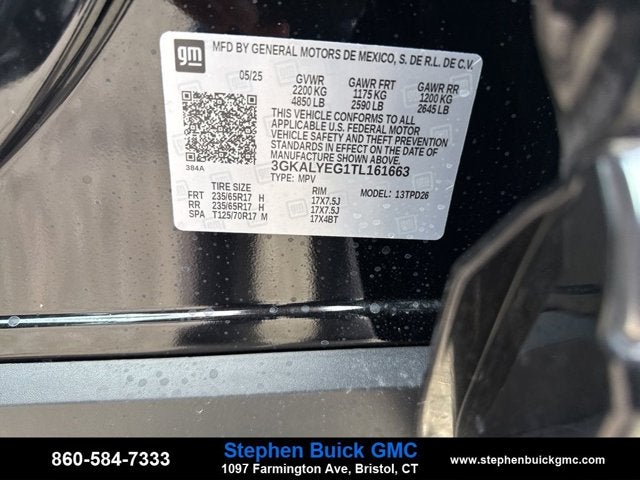 gm
MFD BY GENERAL MOTORS DE MEXICO, S. DE R.L. DE C.V.
05/25 GVWR GAWR FRT GAWR RR
2200 KG 1175 KG 1200 KG
4850 LB 2590 LB 2645 LB
THIS VEHICLE CONFORMS TO ALL
APPLICABLE U.S. FEDERAL MOTOR
VEHICLE SAFETY AND THEFT PREVENTION
STANDARDS IN EFFECT ON THE DATE OF
MANUFACTURE SHOWN ABOVE.
384A
3GKALYEG1TL161663
TYPE: MPV
TIRE SIZE RIM MODEL: 13TPD26
FRT 235/65R17 H 17X7.5J
RR 235/65R17 H 17X7.5J
SPA T125/70R17 M 17X4BT
860-584-7333
Stephen Buick GMC
1097 Farmington Ave, Bristol, CT
www.stephenbuickgmc.com